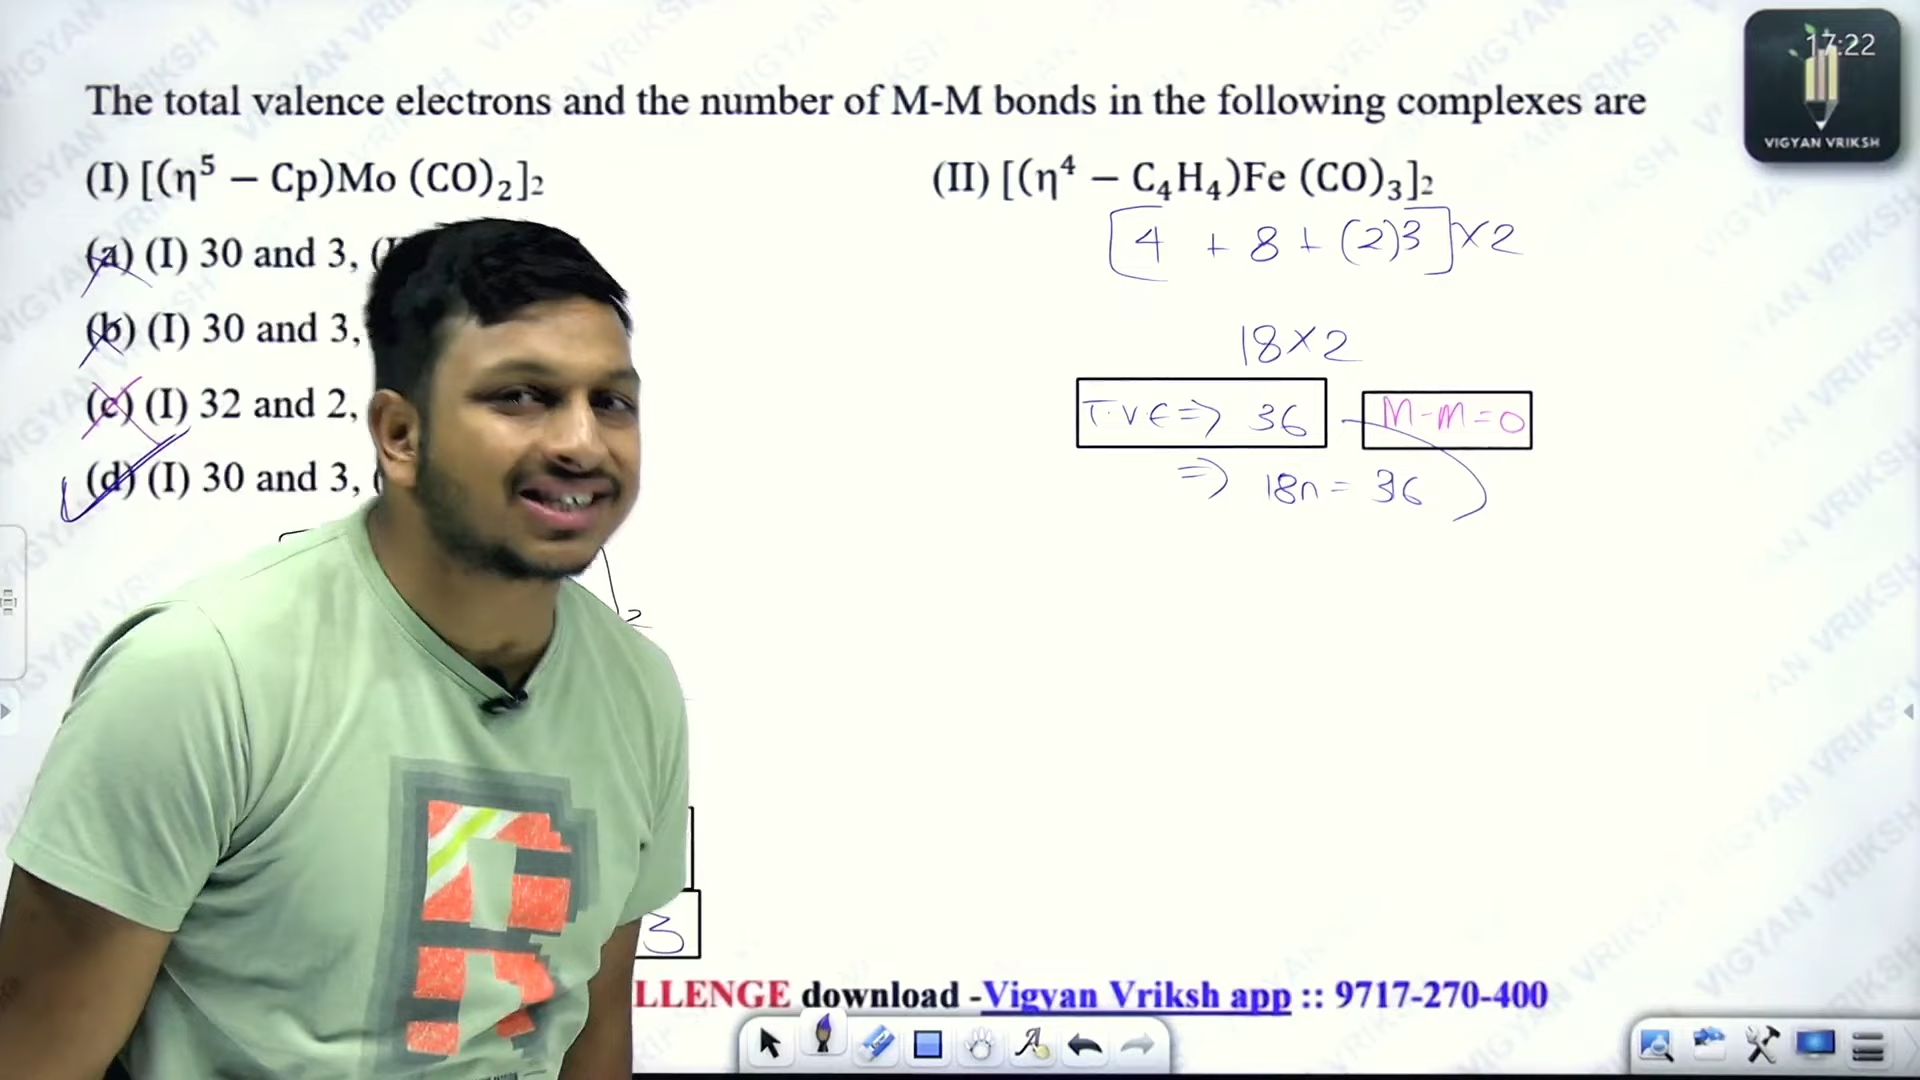 17:22
VIGYAN VRIKSH
The total valence electrons and the number of M-M bonds in the following complexes are
(I) [(η⁵ − Cp)Mo (CO)₂]₂
(II) [(η⁴ − C₄H₄)Fe (CO)₃]₂
[4 + 8 + (2)3]×2
(a) (I) 30 and 3, (
18×2
(b) (I) 30 and 3,
(c) (I) 32 and 2,
T.V.E ⇒ 36
M-M=0
(d) (I) 30 and 3, (
⇒ 18n = 36
2
3
LLENGE download -Vigyan Vriksh app :: 9717-270-400